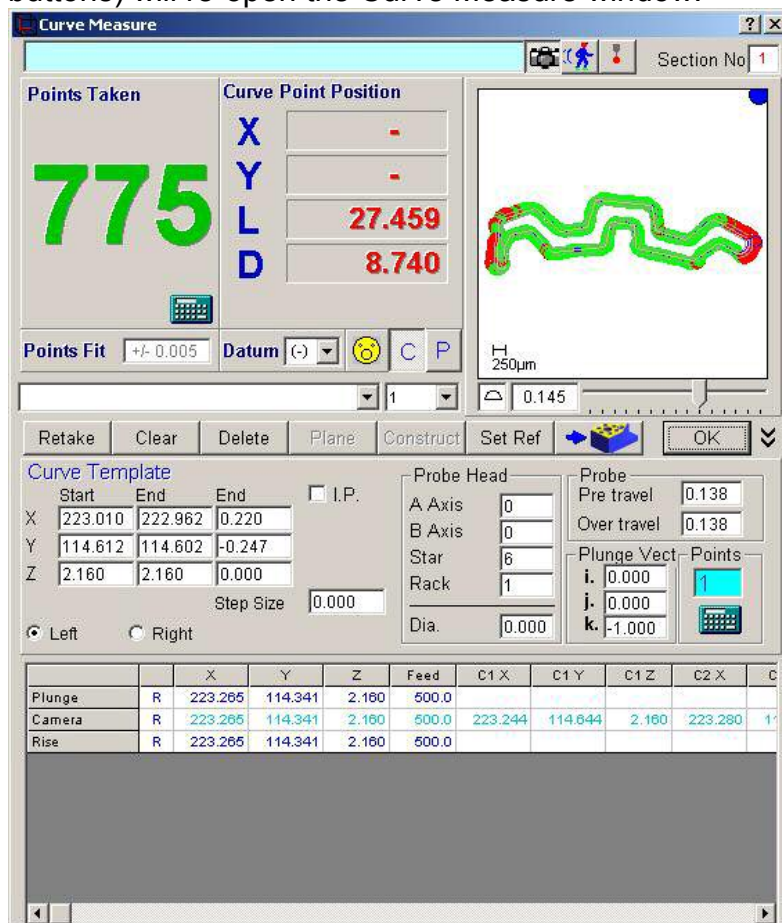 buttons) will re-open the Curve Measure window.
Curve Measure
Section No 1
Points Taken
775
Curve Point Position
X -
Y -
L 27.459
D 8.740
250µm
Points Fit +/- 0.005 Datum (-) C P
1 0.145
Retake Clear Delete Plane Construct Set Ref OK
Curve Template
Start End End I.P.
X 223.010 222.962 0.220
Y 114.612 114.602 -0.247
Z 2.160 2.160 0.000
Step Size 0.000
Left Right
Probe Head
A Axis 0
B Axis 0
Star 6
Rack 1
Dia. 0.000
Probe
Pre travel 0.138
Over travel 0.138
Plunge Vect
i. 0.000
j. 0.000
k. -1.000
Points
1
X Y Z Feed C1 X C1 Y C1 Z C2 X C
Plunge R 223.265 114.341 2.160 500.0
Camera R 223.265 114.341 2.160 500.0 223.244 114.644 2.160 223.280 11
Rise R 223.265 114.341 2.160 500.0